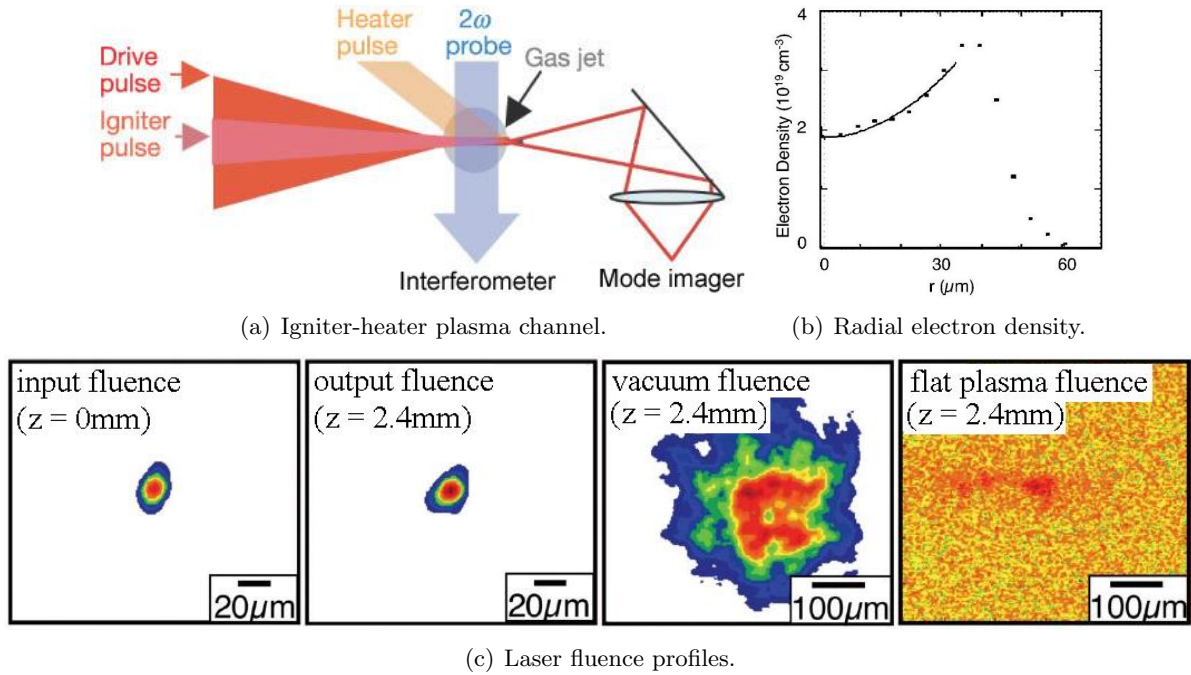 Drive
pulse
Igniter
pulse
Heater
pulse
2ω
probe
Gas jet
Interferometer
Mode imager
(a) Igniter-heater plasma channel.
Electron Density (10¹⁹ cm⁻³)
4
2
0
0
30
60
r (μm)
(b) Radial electron density.
input fluence
(z = 0mm)
20μm
output fluence
(z = 2.4mm)
20μm
vacuum fluence
(z = 2.4mm)
100μm
flat plasma fluence
(z = 2.4mm)
100μm
(c) Laser fluence profiles.